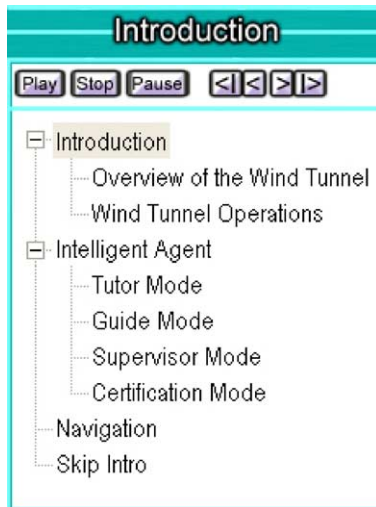 Introduction
Play Stop Pause <| < > |>
Introduction
Overview of the Wind Tunnel
Wind Tunnel Operations
Intelligent Agent
Tutor Mode
Guide Mode
Supervisor Mode
Certification Mode
Navigation
Skip Intro